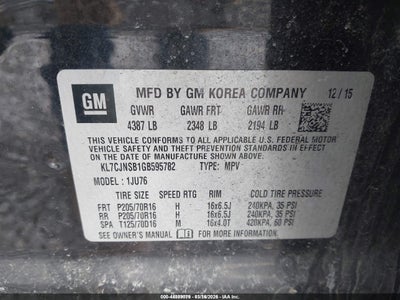 GM
MFD BY GM KOREA COMPANY 12/15
GVWR GAWR FRT GAWR RR
4387 LB 2348 LB 2194 LB
THIS VEHICLE CONFORMS TO ALL APPLICABLE U.S. FEDERAL MOTOR
VEHICLE SAFETY AND THEFT PREVENTION STANDARDS IN EFFECT ON
THE DATE OF MANUFACTURE SHOWN ABOVE.
KL7CJNSB1GB595782 TYPE: MPV
MODEL: 1JU76
TIRE SIZE SPEED RTG RIM COLD TIRE PRESSURE
FRT P205/70R16 H 16x6.5J 240KPA, 35 PSI
RR P205/70R16 H 16x6.5J 240KPA, 35 PSI
SPA T125/70D16 M 16x4.0T 420KPA, 60 PSI
SEE OWNER'S MANUAL FOR MORE INFORMATION.